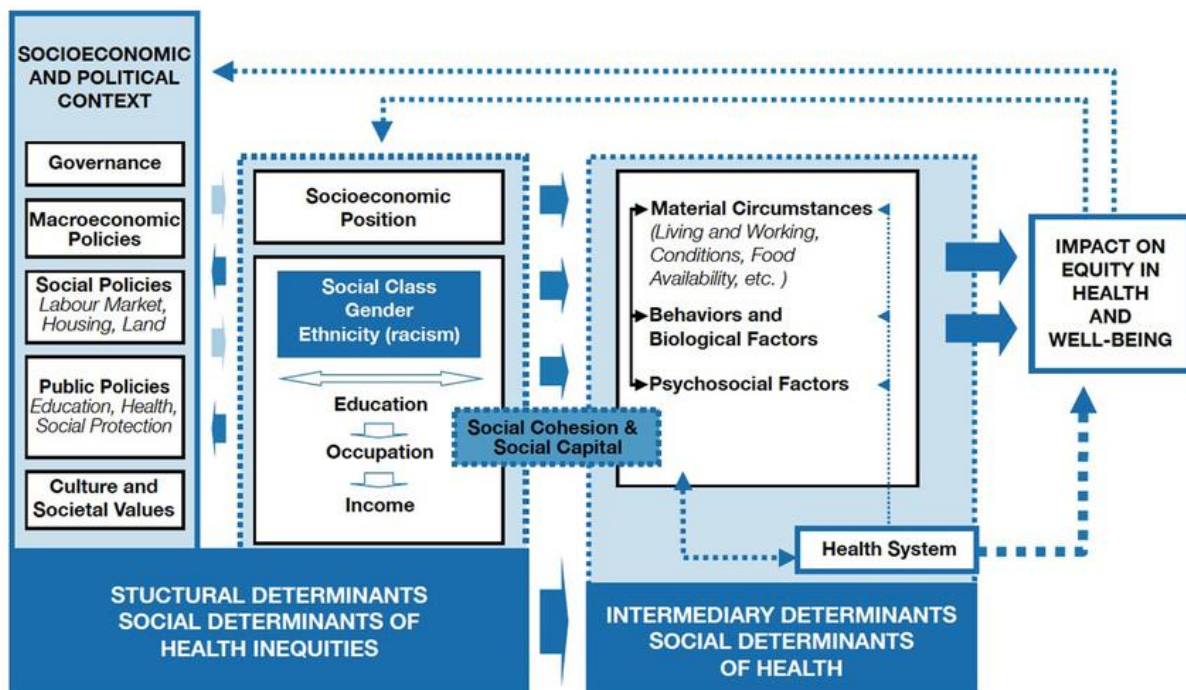 SOCIOECONOMIC
AND POLITICAL
CONTEXT
Governance
Macroeconomic
Policies
Social Policies
Labour Market,
Housing, Land
Public Policies
Education, Health,
Social Protection
Culture and
Societal Values
Socioeconomic
Position
Social Class
Gender
Ethnicity (racism)
Education
Occupation
Income
Social Cohesion &
Social Capital
Material Circumstances
(Living and Working,
Conditions, Food
Availability, etc. )
Behaviors and
Biological Factors
Psychosocial Factors
Health System
IMPACT ON
EQUITY IN
HEALTH
AND
WELL-BEING
STUCTURAL DETERMINANTS
SOCIAL DETERMINANTS OF
HEALTH INEQUITIES
INTERMEDIARY DETERMINANTS
SOCIAL DETERMINANTS
OF HEALTH